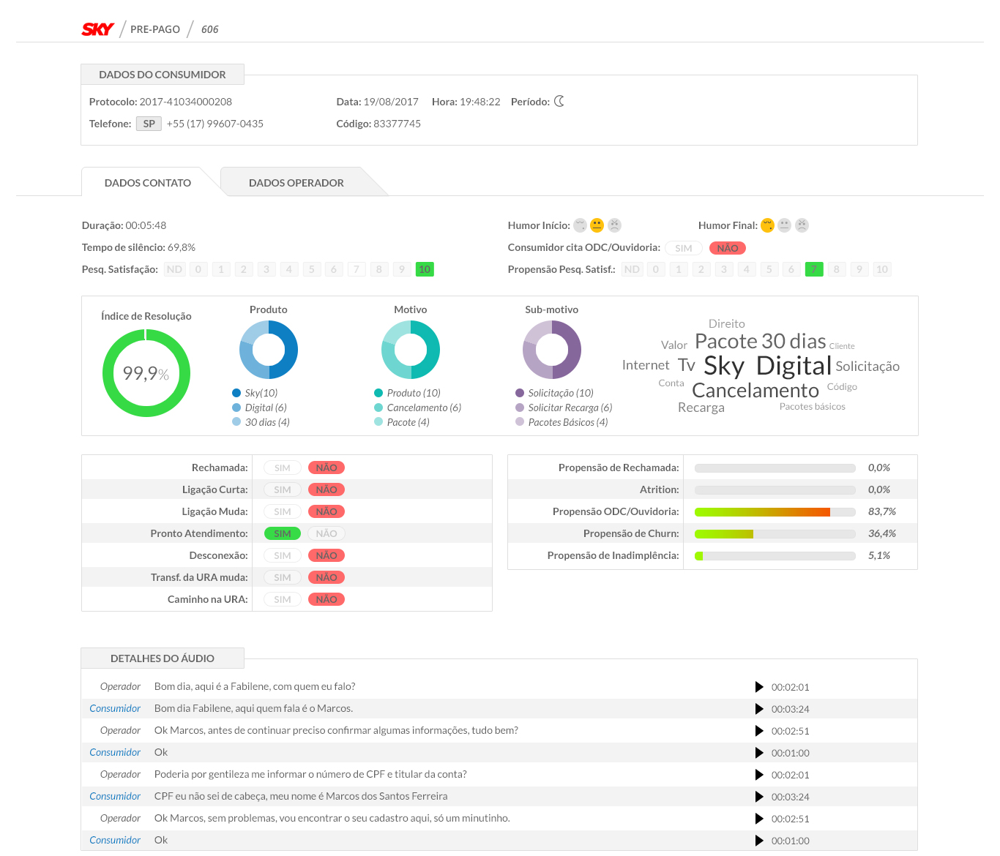 SKY / PRE-PAGO / 606
DADOS DO CONSUMIDOR
Protocolo: 2017-41034000208 Data: 19/08/2017 Hora: 19:48:22 Período:
Telefone: SP +55 (17) 99607-0435 Código: 83377745
DADOS CONTATO DADOS OPERADOR
Duração: 00:05:48 Humor Início: Humor Final:
Tempo de silêncio: 69,8% Consumidor cita ODC/Ouvidoria: SIM NÃO
Pesq. Satisfação: ND 0 1 2 3 4 5 6 7 8 9 10 Propensão Pesq. Satisf.: ND 0 1 2 3 4 5 6 7 8 9 10
Índice de Resolução
99,9%
Produto
Sky(10)
Digital (6)
30 dias (4)
Motivo
Produto (10)
Cancelamento (6)
Pacote (4)
Sub-motivo
Solicitação (10)
Solicitar Recarga (6)
Pacotes Básicos (4)
Direito
Valor Pacote 30 dias Cliente
Internet Tv Sky Digital Solicitação
Conta Cancelamento Código
Recarga Pacotes básicos
Rechamada: SIM NÃO
Ligação Curta: SIM NÃO
Ligação Muda: SIM NÃO
Pronto Atendimento: SIM NÃO
Desconexão: SIM NÃO
Transf. da URA muda: SIM NÃO
Caminho na URA: SIM NÃO
Propensão de Rechamada: 0,0%
Atrition: 0,0%
Propensão ODC/Ouvidoria: 83,7%
Propensão de Churn: 36,4%
Propensão de Inadimplência: 5,1%
DETALHES DO ÁUDIO
Operador Bom dia, aqui é a Fabilene, com quem eu falo? 00:02:01
Consumidor Bom dia Fabilene, aqui quem fala é o Marcos. 00:03:24
Operador Ok Marcos, antes de continuar preciso confirmar algumas informações, tudo bem? 00:02:51
Consumidor Ok 00:01:00
Operador Poderia por gentileza me informar o número de CPF e titular da conta? 00:02:01
Consumidor CPF eu não sei de cabeça, meu nome é Marcos dos Santos Ferreira 00:03:24
Operador Ok Marcos, sem problemas, vou encontrar o seu cadastro aqui, só um minutinho. 00:02:51
Consumidor Ok 00:01:00